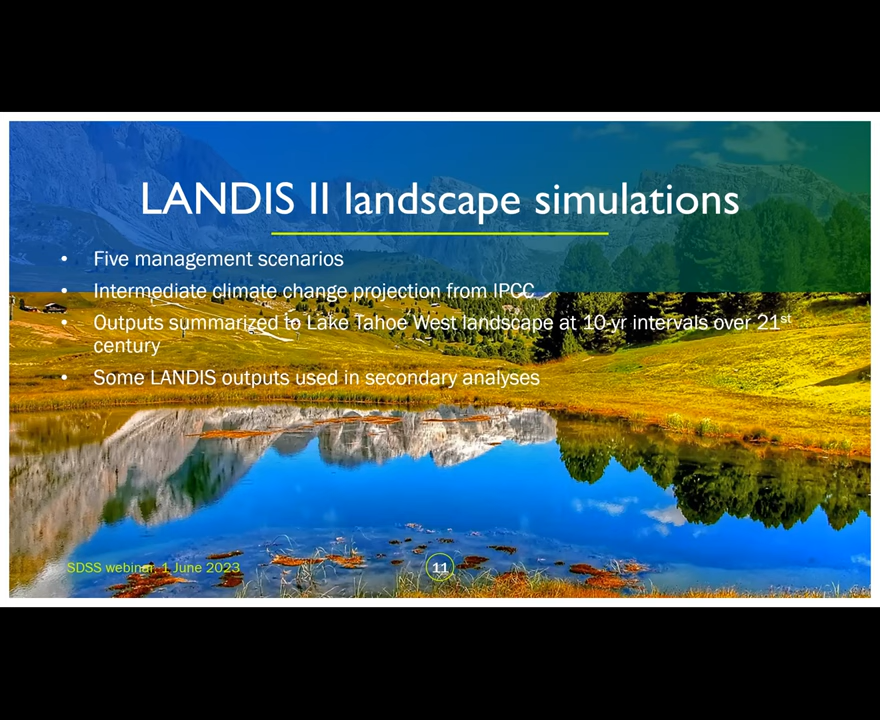 LANDIS II landscape simulations
• Five management scenarios
• Intermediate climate change projection from IPCC
• Outputs summarized to Lake Tahoe West landscape at 10-yr intervals over 21st
century
• Some LANDIS outputs used in secondary analyses
SDSS webinar, 1 June 2023
11